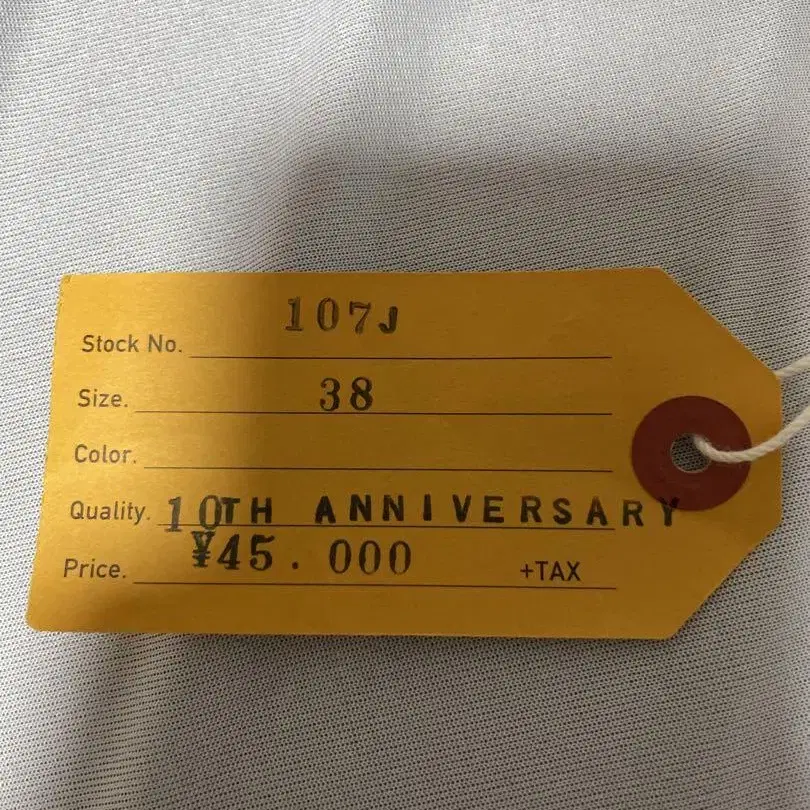 Stock No. 107J
Size. 38
Color.
Quality. 10TH ANNIVERSARY
Price. ¥45.000 +TAX